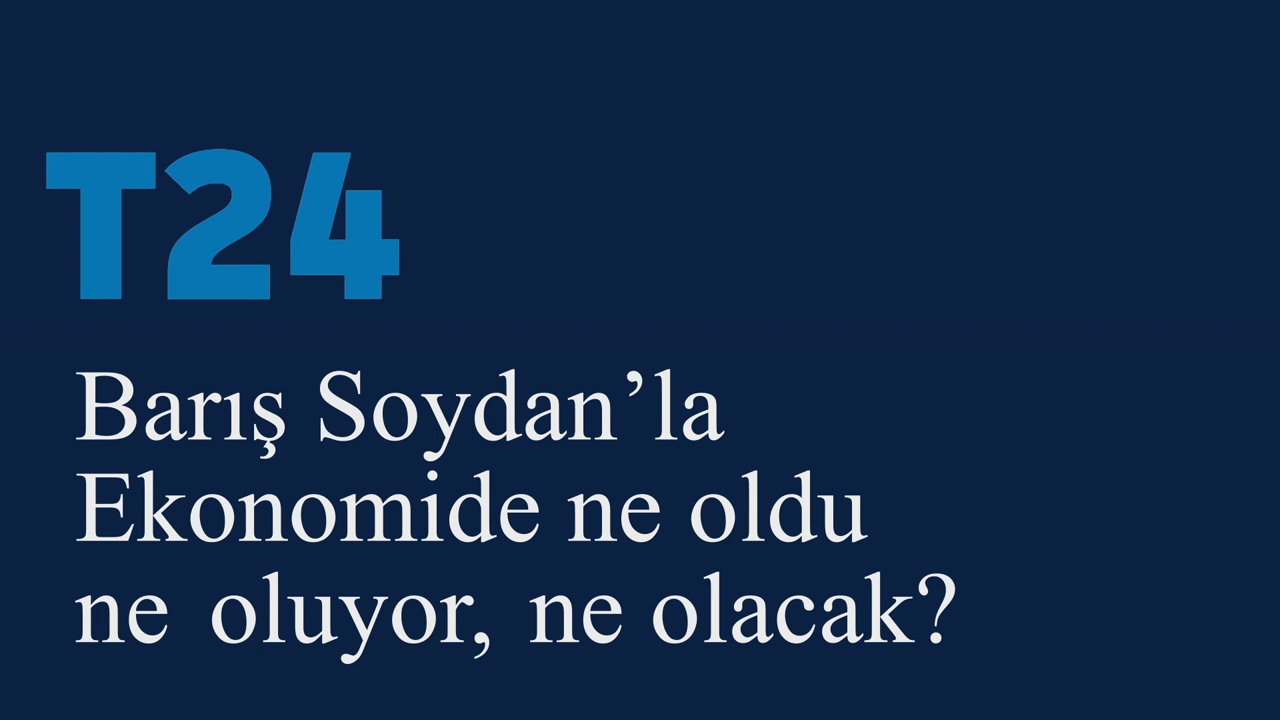 T24
Barış Soydan’la
Ekonomide ne oldu
ne oluyor, ne olacak?